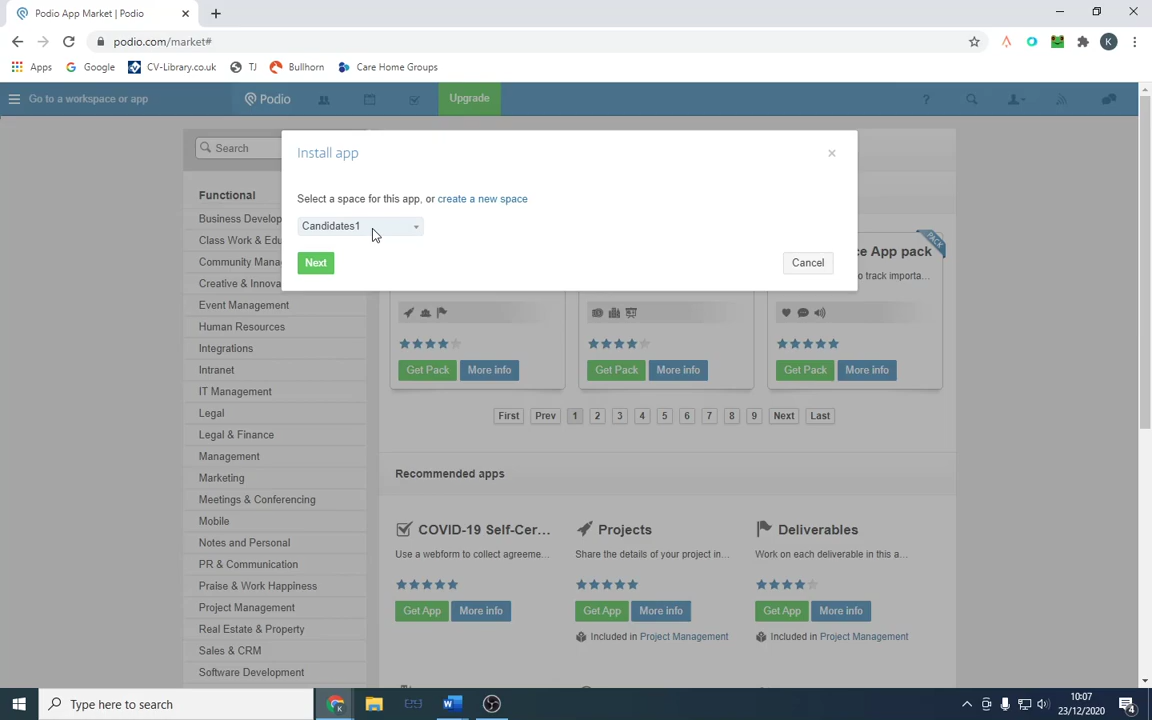 Podio App Market | Podio
podio.com/market#
K
Apps
Google
CV-Library.co.uk
TJ
Bullhorn
Care Home Groups
Go to a workspace or app
Podio
Upgrade
?
Install app
×
Select a space for this app, or create a new space
Candidates1
Next
Cancel
Search
Functional
Business Develop
Class Work & Edu
Community Mana
Creative & Innova
Event Management
Human Resources
Integrations
Intranet
IT Management
Legal
Legal & Finance
Management
Marketing
Meetings & Conferencing
Mobile
Notes and Personal
PR & Communication
Praise & Work Happiness
Project Management
Real Estate & Property
Sales & CRM
Software Development
ce App pack
PACK
to track importa...
Get Pack More info
Get Pack More info
Get Pack More info
First Prev 1 2 3 4 5 6 7 8 9 Next Last
Recommended apps
COVID-19 Self-Cer...
Use a webform to collect agreeme...
Get App More info
Projects
Share the details of your project in...
Get App More info
Included in Project Management
Deliverables
Work on each deliverable in this a...
Get App More info
Included in Project Management
Type here to search
10:07
23/12/2020
4